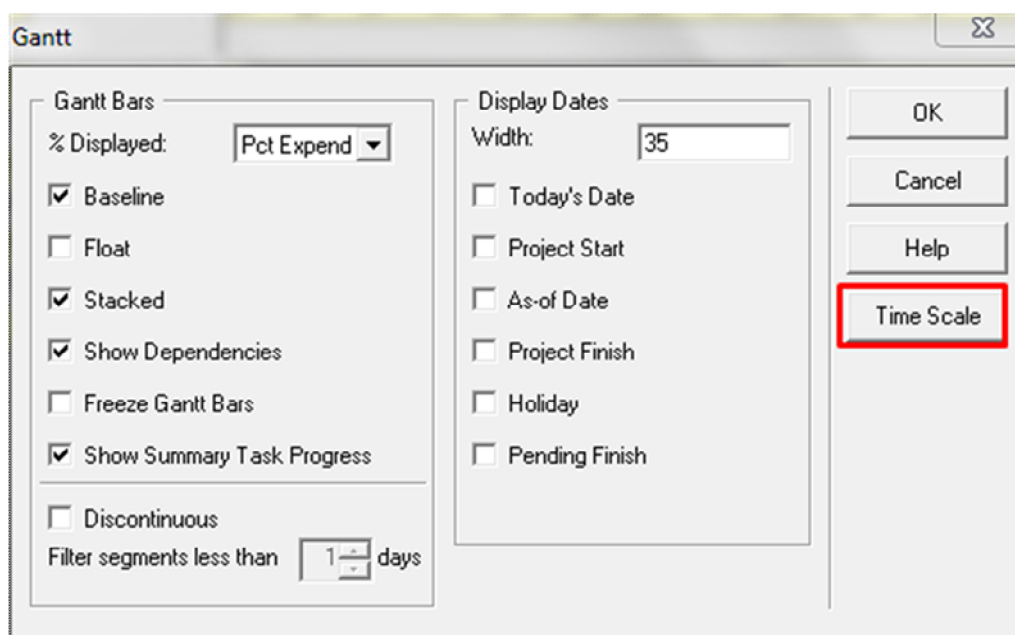 Gantt
Gantt Bars
% Displayed: Pct Expend
Baseline
Float
Stacked
Show Dependencies
Freeze Gantt Bars
Show Summary Task Progress
Discontinuous
Filter segments less than 1 days
Display Dates
Width: 35
Today's Date
Project Start
As-of Date
Project Finish
Holiday
Pending Finish
OK
Cancel
Help
Time Scale